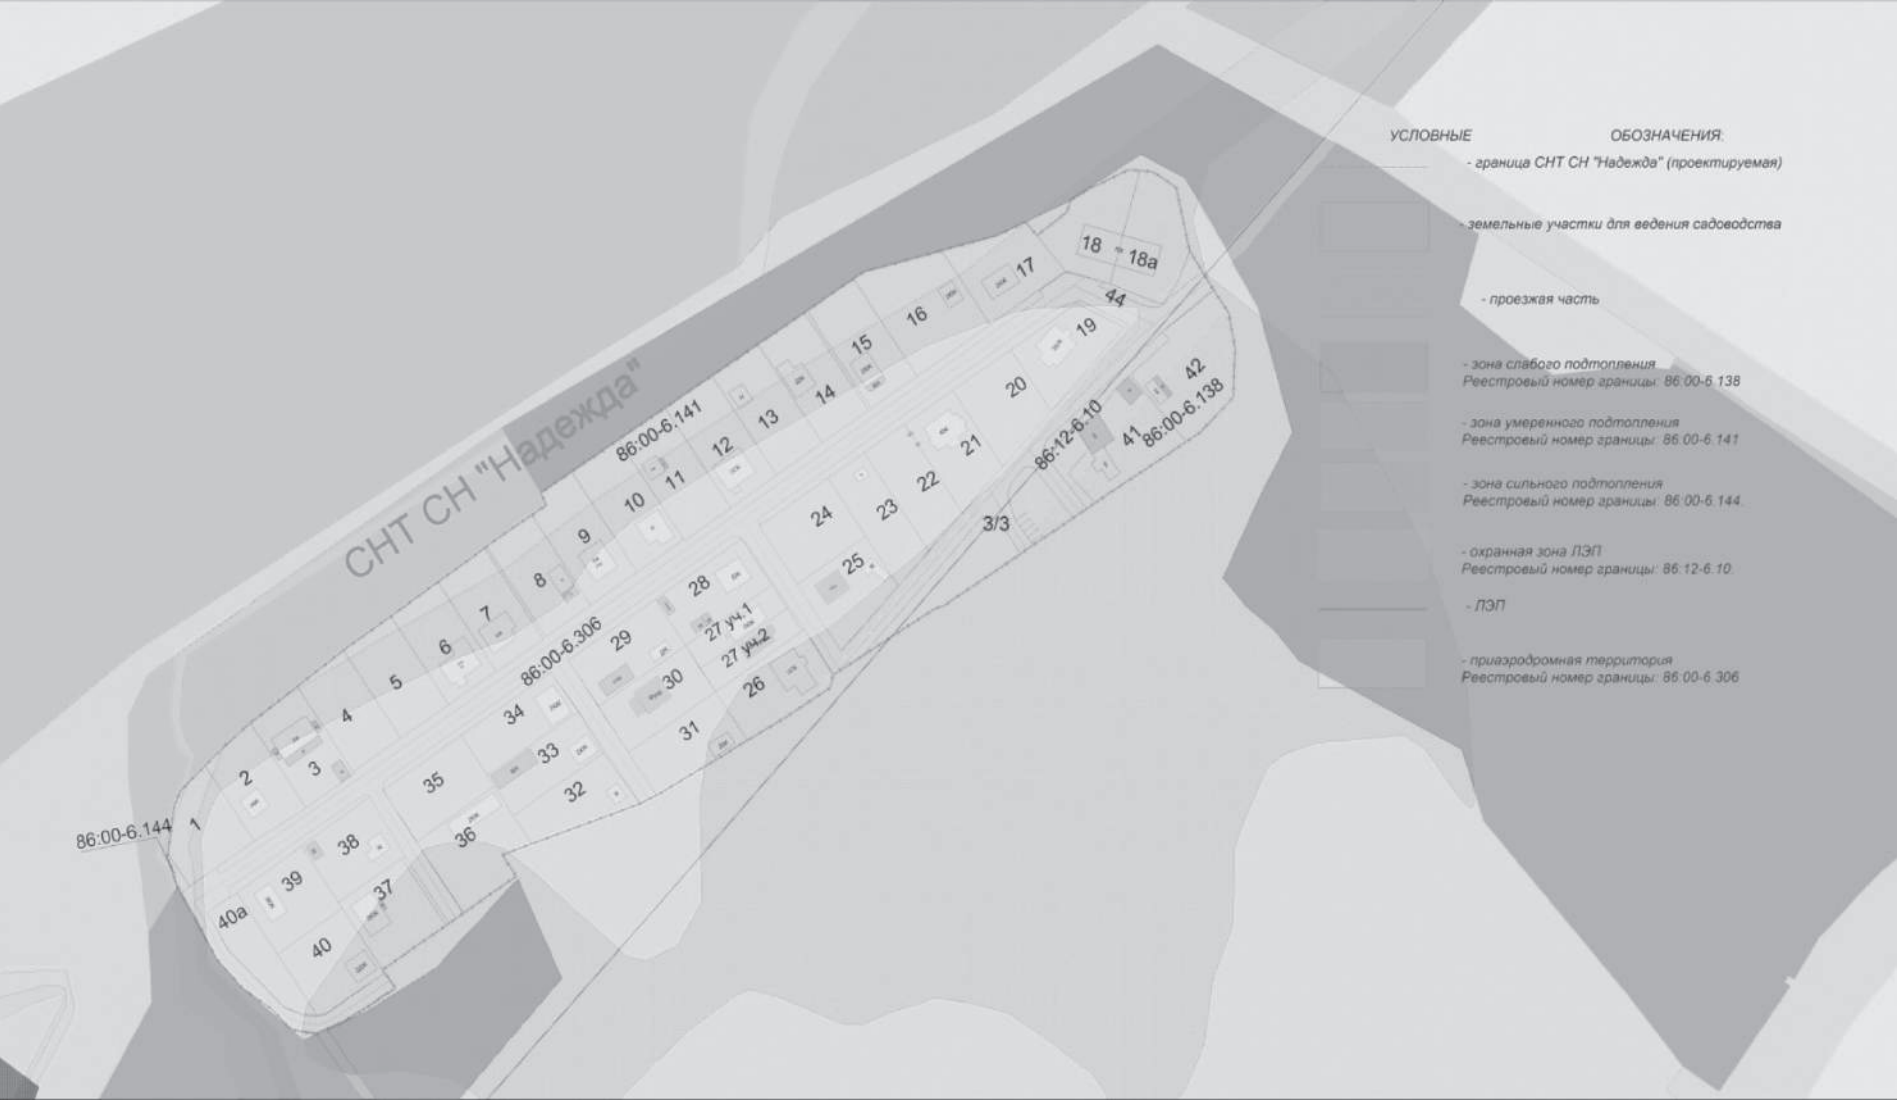 УСЛОВНЫЕ ОБОЗНАЧЕНИЯ:
- граница СНТ СН "Надежда" (проектируемая)
- земельные участки для ведения садоводства
- проезжая часть
- зона слабого подтопления
Реестровый номер границы: 86:00-6.138
- зона умеренного подтопления
Реестровый номер границы: 86:00-6.141
- зона сильного подтопления
Реестровый номер границы: 86:00-6.144.
- охранная зона ЛЭП
Реестровый номер границы: 86:12-6.10.
- ЛЭП
- приаэродромная территория
Реестровый номер границы: 86:00-6.306
СНТ СН "Надежда"
86:00-6.141
86:00-6.306
86:12-6.10
86:00-6.138
86:00-6.144
1
2
3
4
5
6
7
8
9
10
11
12
13
14
15
16
17
18
18а
44
19
20
21
22
23
24
25
3/3
41
42
28
27 уч.1
27 уч.2
26
29
30
31
34
33
32
35
36
38
37
39
40а
40